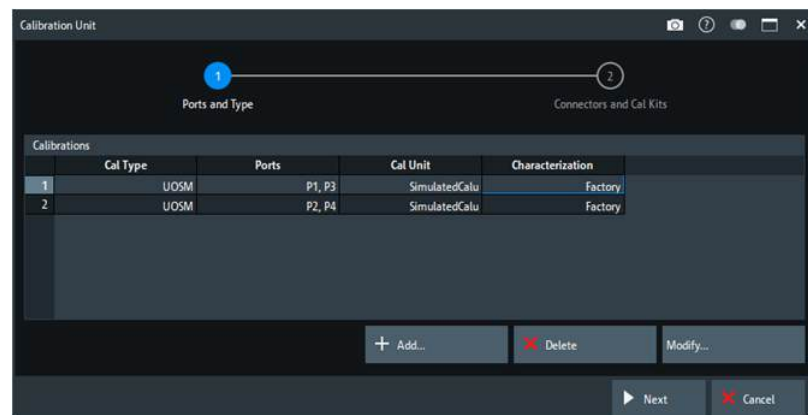 Calibration Unit
1 2
Ports and Type Connectors and Cal Kits
Calibrations
Cal Type Ports Cal Unit Characterization
1 UOSM P1, P3 SimulatedCalu Factory
2 UOSM P2, P4 SimulatedCalu Factory
+ Add... Delete Modify...
Next Cancel